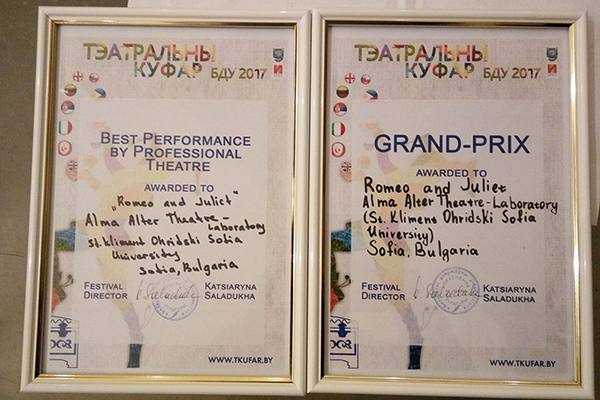 ТЭАТРАЛЬНЫ
КУФАР БДУ 2017
BEST PERFORMANCE
BY PROFESSIONAL
THEATRE
AWARDED TO
„Romeo and Juliet"
Alma Alter Theatre-
Laboratory
St. Kliment Ohridski Sofia
University
Sofia, Bulgaria
FESTIVAL
DIRECTOR
KATSIARYNA
SALADUKHA
WWW.TKUFAR.BY
ТЭАТРАЛЬНЫ
КУФАР БДУ 2017
GRAND-PRIX
AWARDED TO
Romeo and Juliet
Alma Alter Theatre-Laboratory
(St. Kliment Ohridski Sofia
Universiy)
Sofia, Bulgaria
FESTIVAL
DIRECTOR
KATSIARYNA
SALADUKHA
WWW.TKUFAR.BY